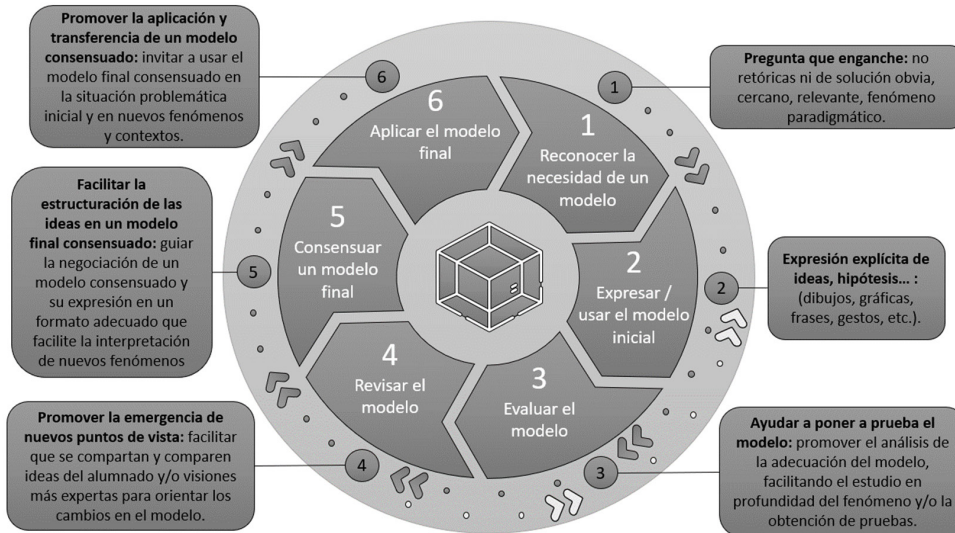 Promover la aplicación y
transferencia de un modelo
consensuado: invitar a usar el
modelo final consensuado en
la situación problemática
inicial y en nuevos fenómenos
y contextos.
6
6
Aplicar el modelo
final
1
Reconocer la
necesidad de un
modelo
1
Pregunta que enganche: no
retóricas ni de solución obvia,
cercano, relevante, fenómeno
paradigmático.
Facilitar la
estructuración de las
ideas en un modelo
final consensuado: guiar
la negociación de un
modelo consensuado y
su expresión en un
formato adecuado que
facilite la interpretación
de nuevos fenómenos
5
5
Consensuar
un modelo
final
2
Expresar /
usar el modelo
inicial
2
Expresión explícita de
ideas, hipótesis... :
(dibujos, gráficas,
frases, gestos, etc.).
Promover la emergencia de
nuevos puntos de vista: facilitar
que se compartan y comparen
ideas del alumnado y/o visiones
más expertas para orientar los
cambios en el modelo.
4
4
Revisar el
modelo
3
Evaluar el
modelo
3
Ayudar a poner a prueba el
modelo: promover el análisis de
la adecuación del modelo,
facilitando el estudio en
profundidad del fenómeno y/o la
obtención de pruebas.